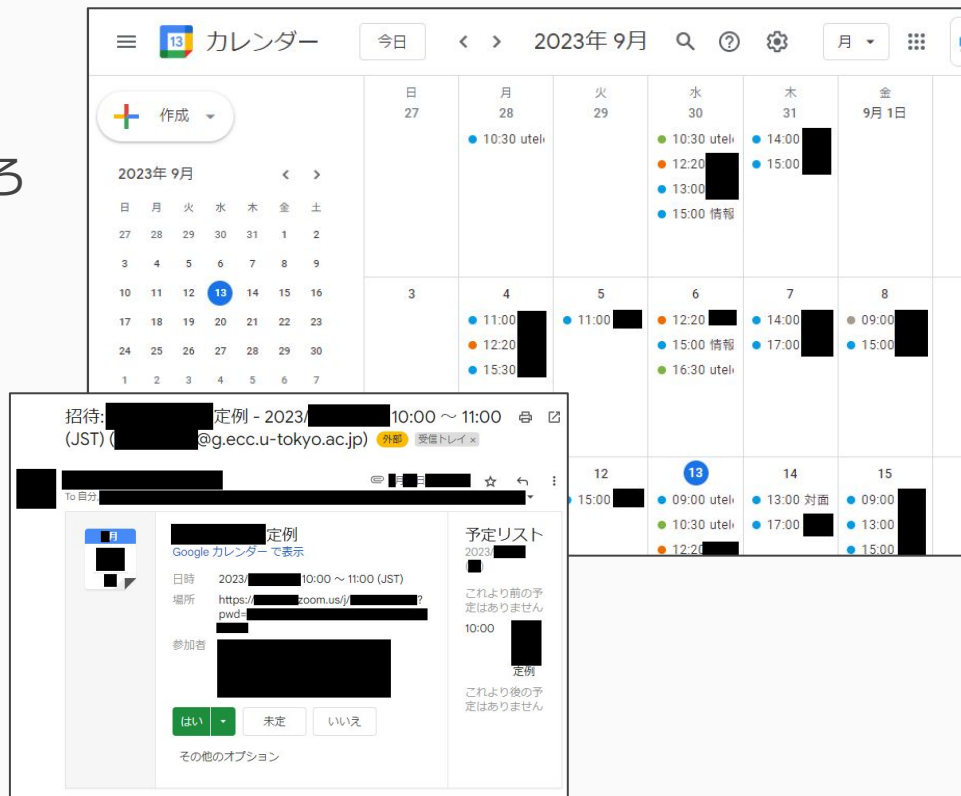 ろ
カレンダー
今日
2023年 9月
月
作成
2023年 9月
日 月 火 水 木 金 土
27 28 29 30 31 1 2
3 4 5 6 7 8 9
10 11 12 13 14 15 16
17 18 19 20 21 22 23
24 25 26 27 28 29 30
1 2 3 4 5 6 7
日 月 火 水 木 金
27 28 29 30 31 9月 1日
10:30 utel
10:30 utel
12:20
13:00
15:00 情報
14:00
15:00
3 4 5 6 7 8
11:00
12:20
15:30
11:00
12:20
15:00 情報
16:30 utel
14:00
17:00
09:00
15:00
12 13 14 15
15:00
09:00 utel
10:30 utel
12:20
13:00 対面
17:00
09:00
13:00
15:00
招待: 定例 - 2023/ 10:00 ～ 11:00
(JST) ( @g.ecc.u-tokyo.ac.jp) 外部 受信トレイ ×
To 自分,
月
定例
Google カレンダー で表示
日時 2023/ 10:00 ～ 11:00 (JST)
場所 https:// zoom.us/j/ ?
pwd=
参加者
はい 未定 いいえ
その他のオプション
予定リスト
2023/
これより前の予
定はありません
10:00
定例
これより後の予
定はありません